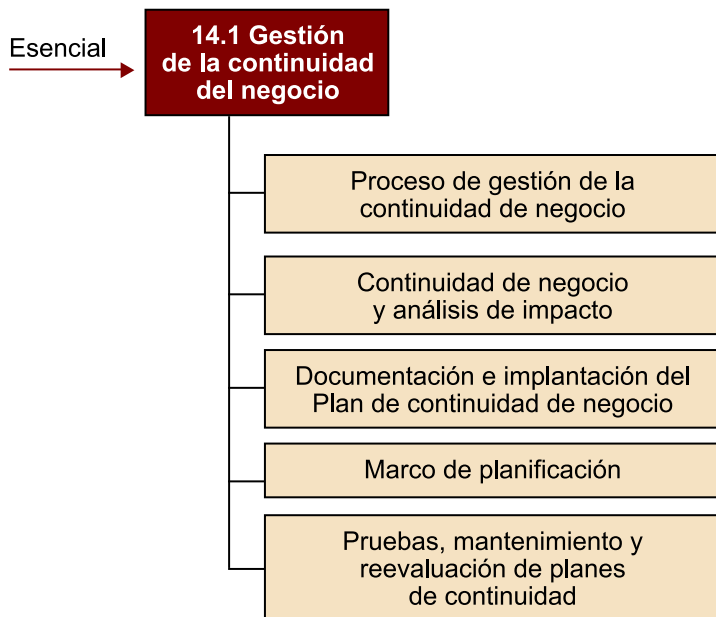 Esencial
14.1 Gestión
de la continuidad
del negocio
Proceso de gestión de la
continuidad de negocio
Continuidad de negocio
y análisis de impacto
Documentación e implantación del
Plan de continuidad de negocio
Marco de planificación
Pruebas, mantenimiento y
reevaluación de planes
de continuidad